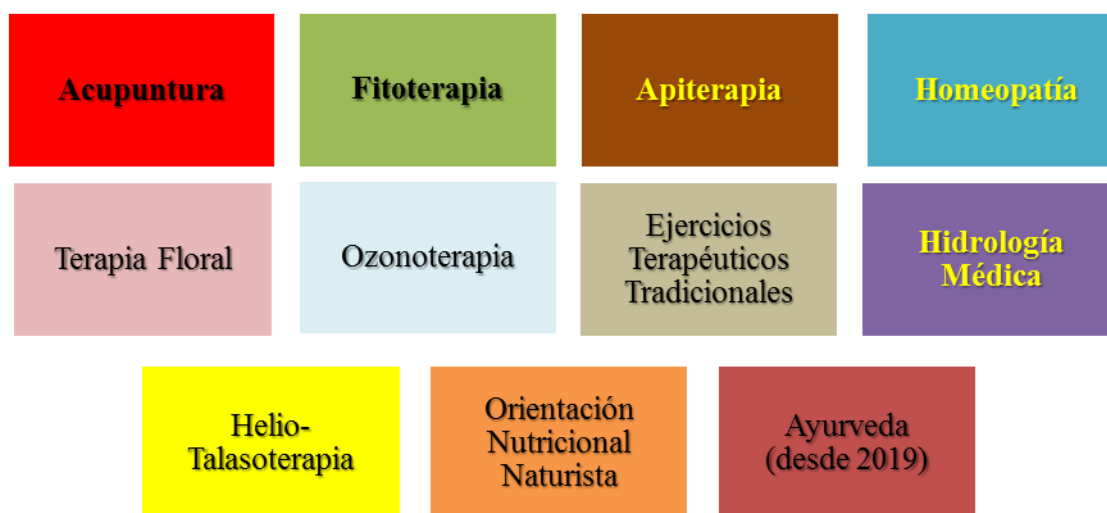 Acupuntura
Fitoterapia
Apiterapia
Homeopatía
Terapia Floral
Ozonoterapia
Ejercicios
Terapéuticos
Tradicionales
Hidrología
Médica
Helio-
Talasoterapia
Orientación
Nutricional
Naturista
Ayurveda
(desde 2019)